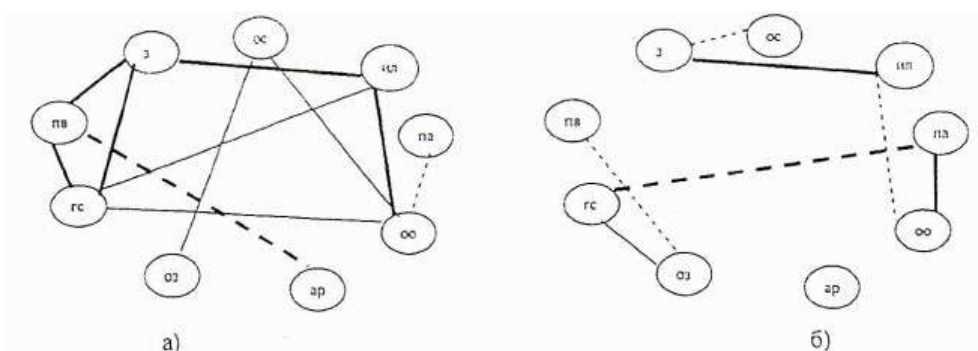 з
ос
ил
пв
па
гс
оо
оз
ар
а)
з
ос
ил
пв
па
гс
оо
оз
ар
б)